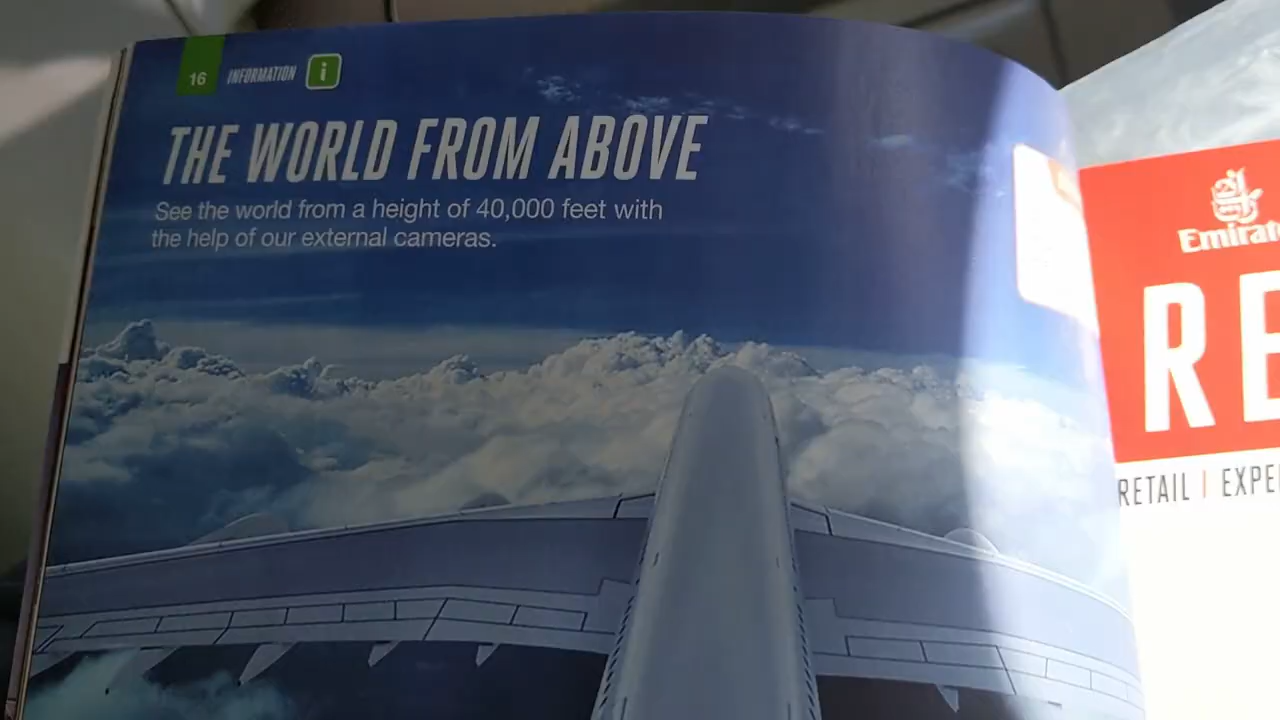 16 INFORMATION i
THE WORLD FROM ABOVE
See the world from a height of 40,000 feet with
the help of our external cameras.
Emirat
RE
RETAIL | EXPE